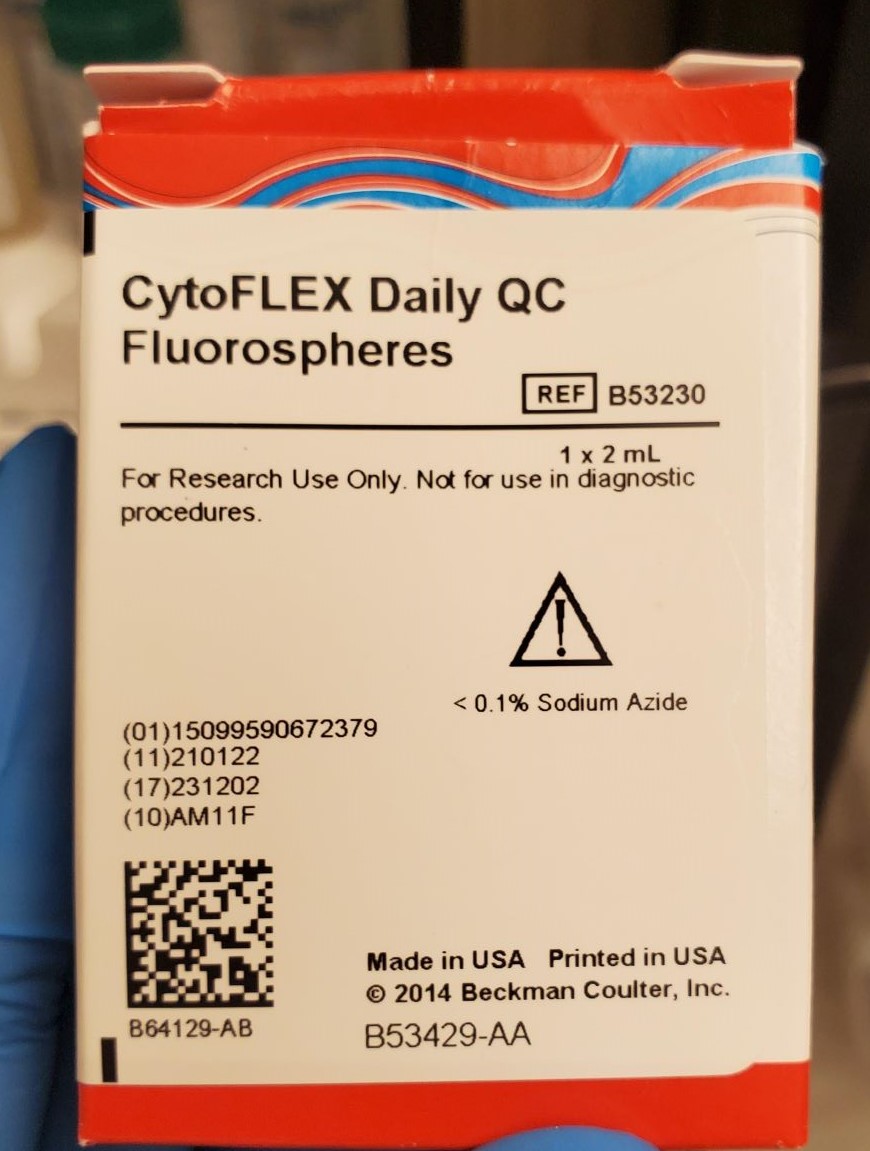 CytoFLEX Daily QC
Fluorospheres
REF B53230
1 x 2 mL
For Research Use Only. Not for use in diagnostic
procedures.
< 0.1% Sodium Azide
(01)15099590672379
(11)210122
(17)231202
(10)AM11F
B64129-AB
Made in USA Printed in USA
© 2014 Beckman Coulter, Inc.
B53429-AA